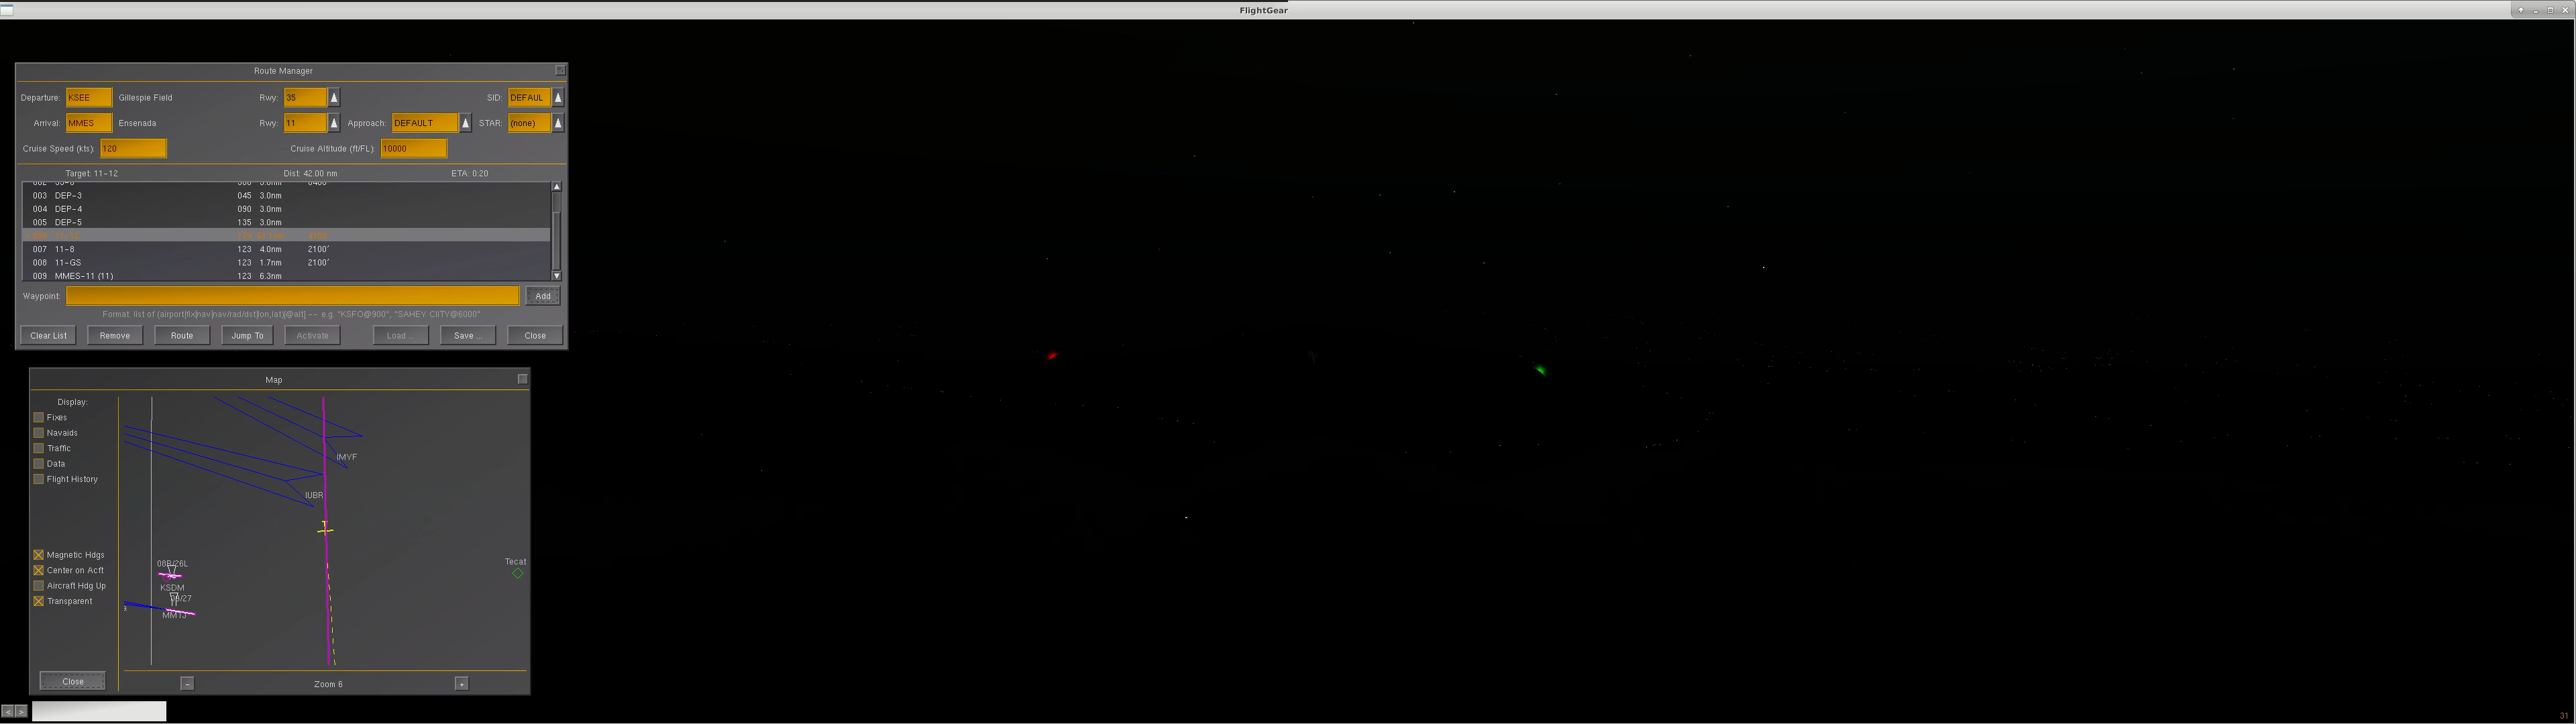 FlightGear
Route Manager
Departure: KSEE Gillespie Field Rwy: 35 SID: DEFAUL
Arrival: MMES Ensenada Rwy: 11 Approach: DEFAULT STAR: (none)
Cruise Speed (kts): 120 Cruise Altitude (ft/FL): 10000
Target: 11-12 Dist: 42.00 nm ETA: 0:20
003 DEP-3 045 3.0nm
004 DEP-4 090 3.0nm
005 DEP-5 135 3.0nm
007 11-8 123 4.0nm 2100'
008 11-GS 123 1.7nm 2100'
009 MMES-11 (11) 123 6.3nm
Waypoint: Add
Format: list of (airport|fix|nav|nav/rad/dst|lon,lat)[@alt] -- e.g. "KSFO@900", "SAHEY CIITY@6000"
Clear List Remove Route Jump To Activate Load ... Save ... Close
Map
Display:
Fixes
Navaids
Traffic
Data
Flight History
IMYF
IUBR
Magnetic Hdgs
Center on Acft
Aircraft Hdg Up
Transparent
KSDM
MMTJ
Tecat
Close
- Zoom 6 +
< >
31